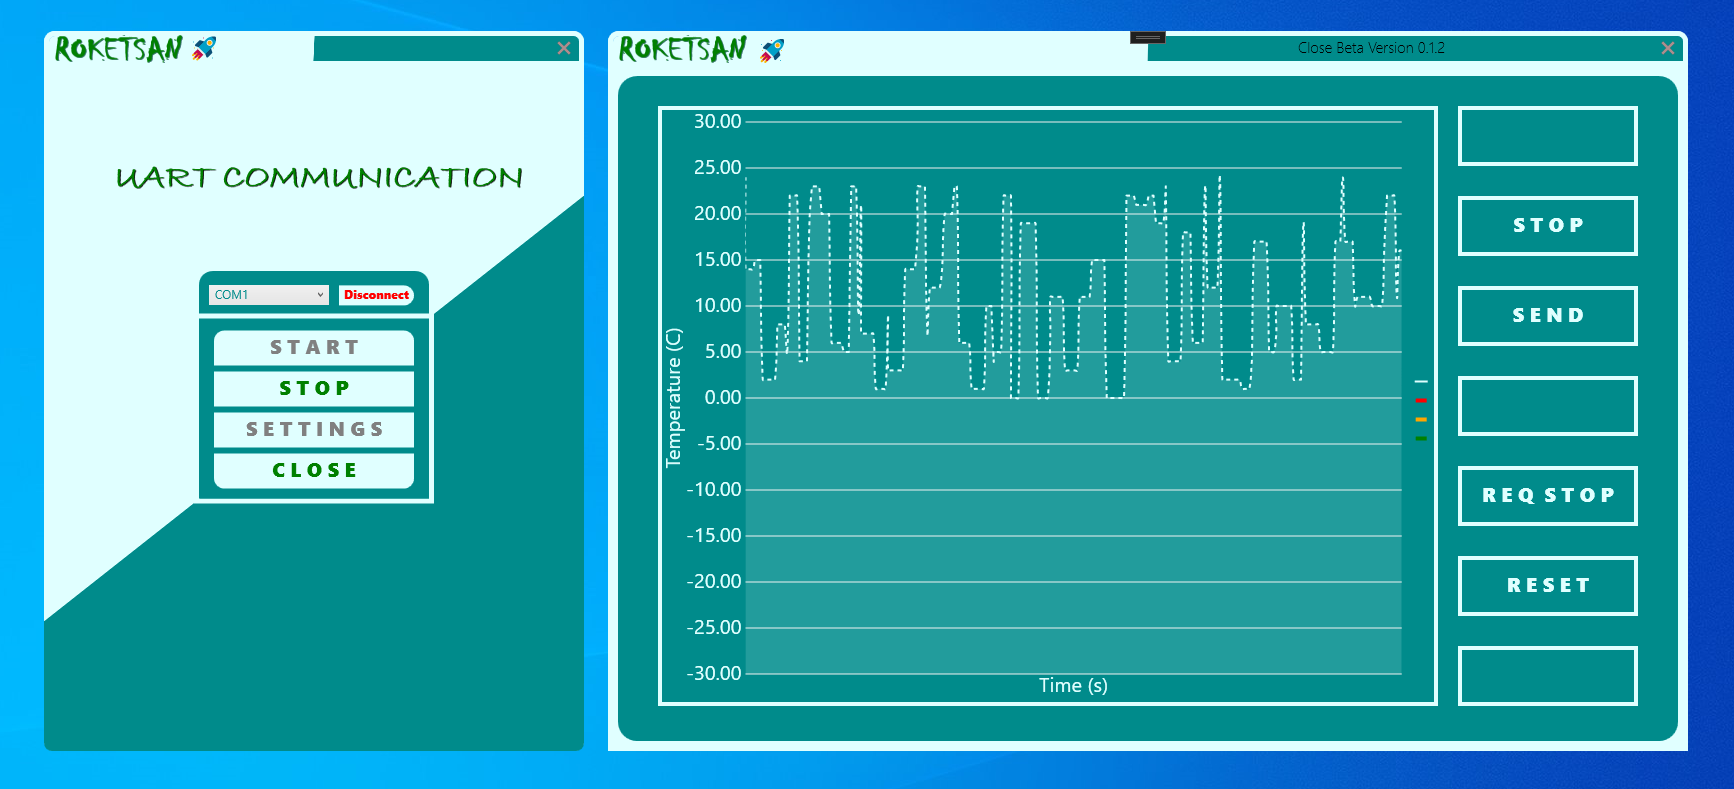 ROKETSAN
UART COMMUNICATION
COM1
Disconnect
START
STOP
SETTINGS
CLOSE
ROKETSAN
Close Beta Version 0.1.2
30.00
25.00
20.00
15.00
10.00
5.00
0.00
-5.00
-10.00
-15.00
-20.00
-25.00
-30.00
Temperature (C)
Time (s)
STOP
SEND
REQ STOP
RESET